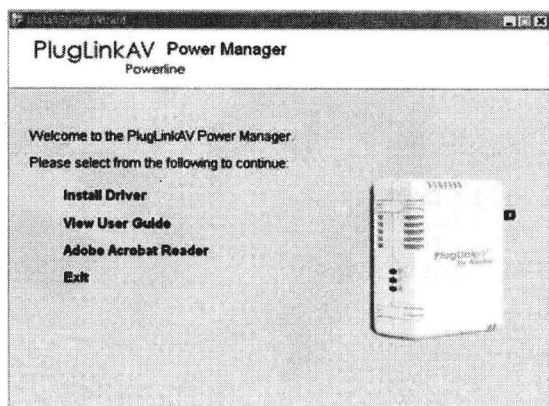 PlugLinkAV Power Manager
Powerline
Welcome to the PlugLinkAV Power Manager.
Please select from the following to continue:
Install Driver
View User Guide
Adobe Acrobat Reader
Exit